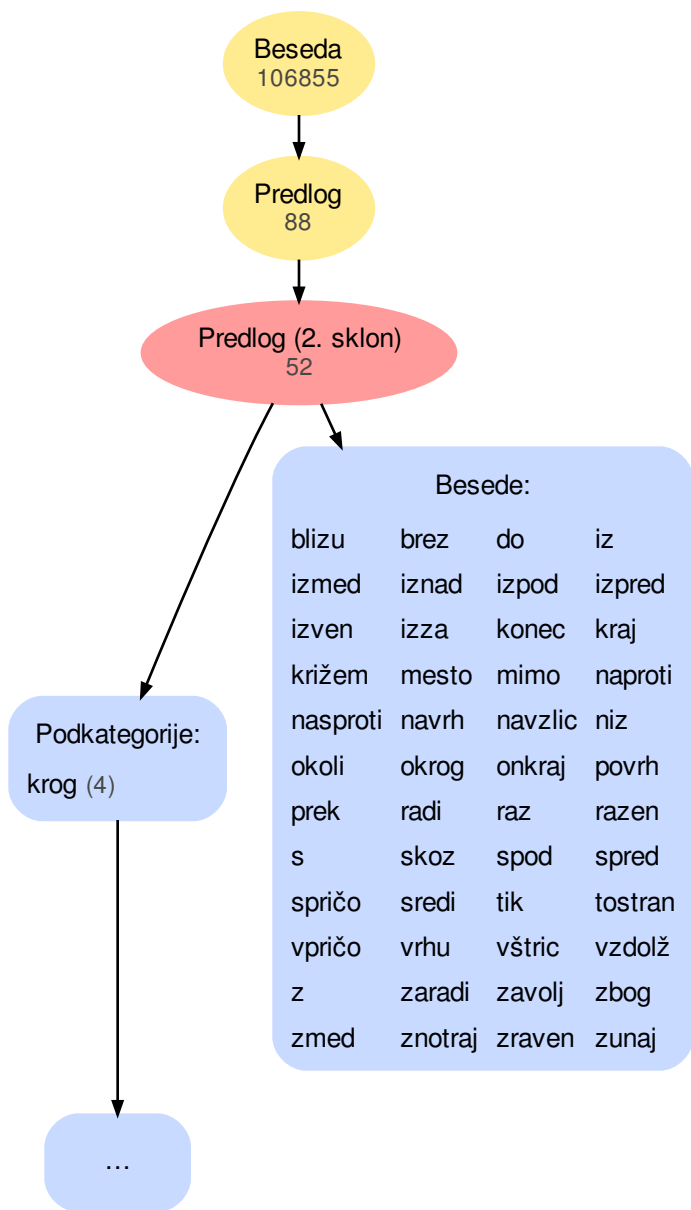 Beseda
106855
Predlog
88
Predlog (2. sklon)
52
Besede:
blizu brez do iz
izmed iznad izpod izpred
izven izza konec kraj
križem mesto mimo naproti
nasproti navrh navzlic niz
okoli okrog onkraj povrh
prek radi raz razen
s skoz spod spred
spričo sredi tik tostran
vpričo vrhu vštric vzdolž
z zaradi zavolj zbog
zmed znotraj zraven zunaj
Podkategorije:
krog (4)
...